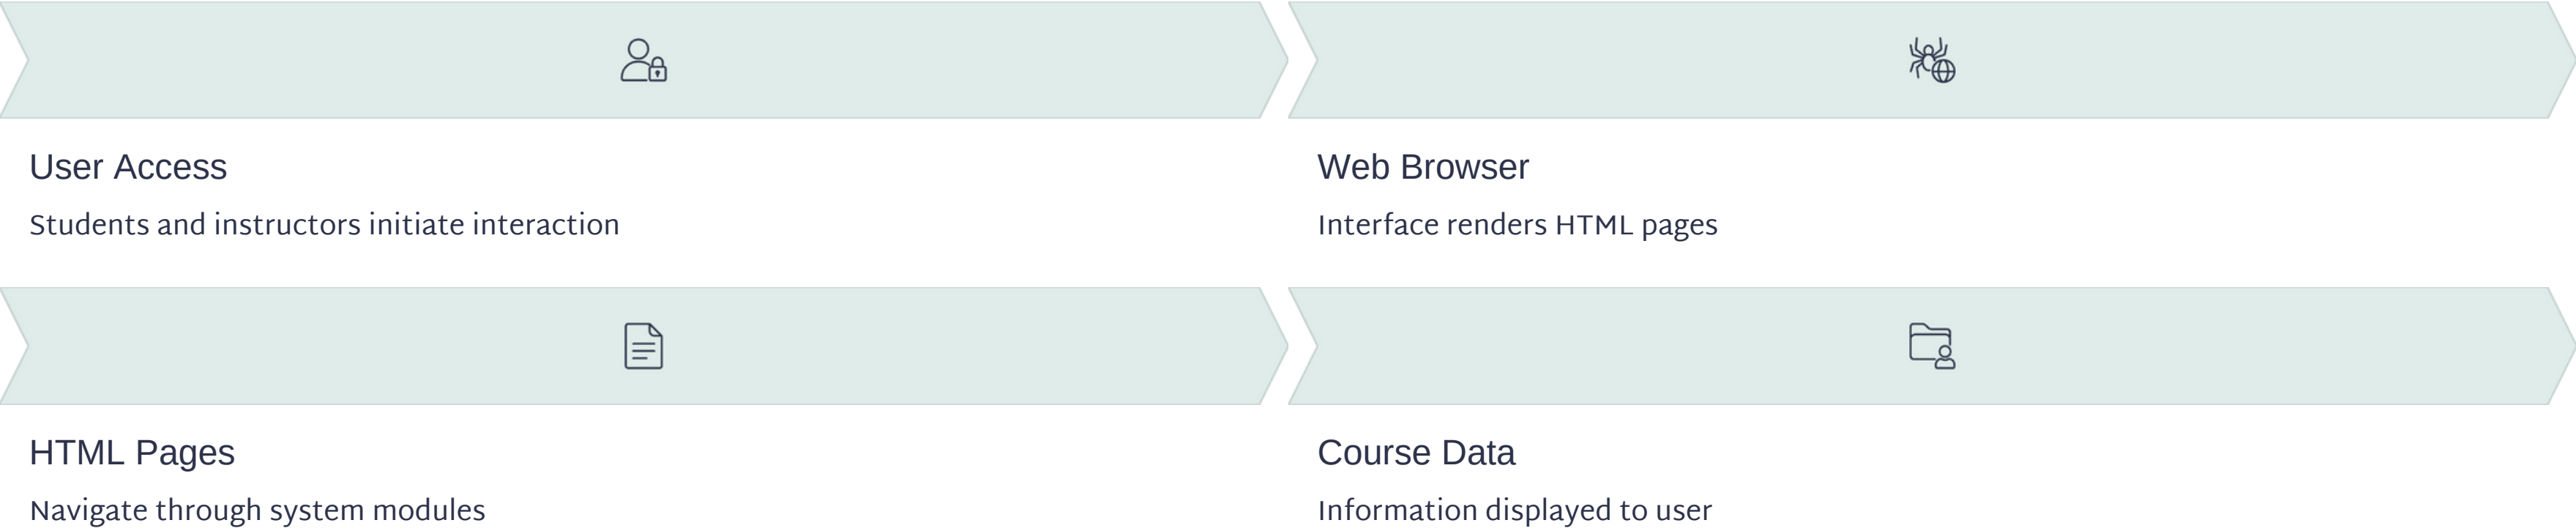 User Access
Students and instructors initiate interaction
Web Browser
Interface renders HTML pages
HTML Pages
Navigate through system modules
Course Data
Information displayed to user